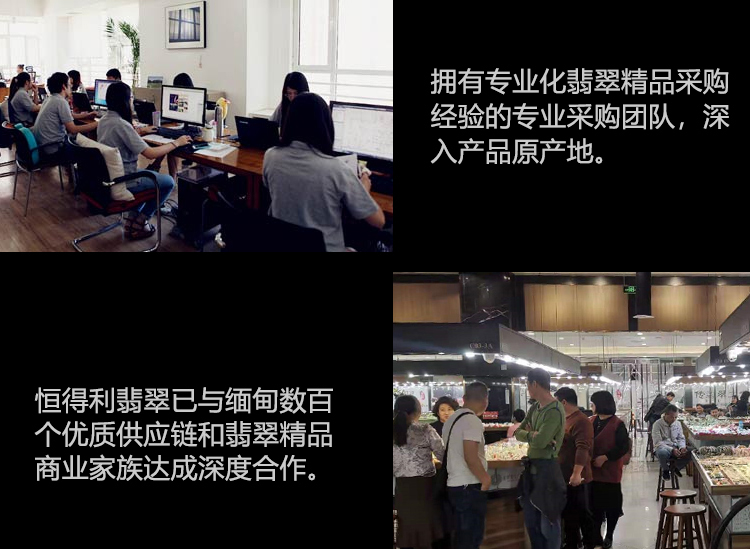 拥有专业化翡翠精品采购
经验的专业采购团队，深
入产品原产地。
恒得利翡翠已与缅甸数百
个优质供应链和翡翠精品
商业家族达成深度合作。